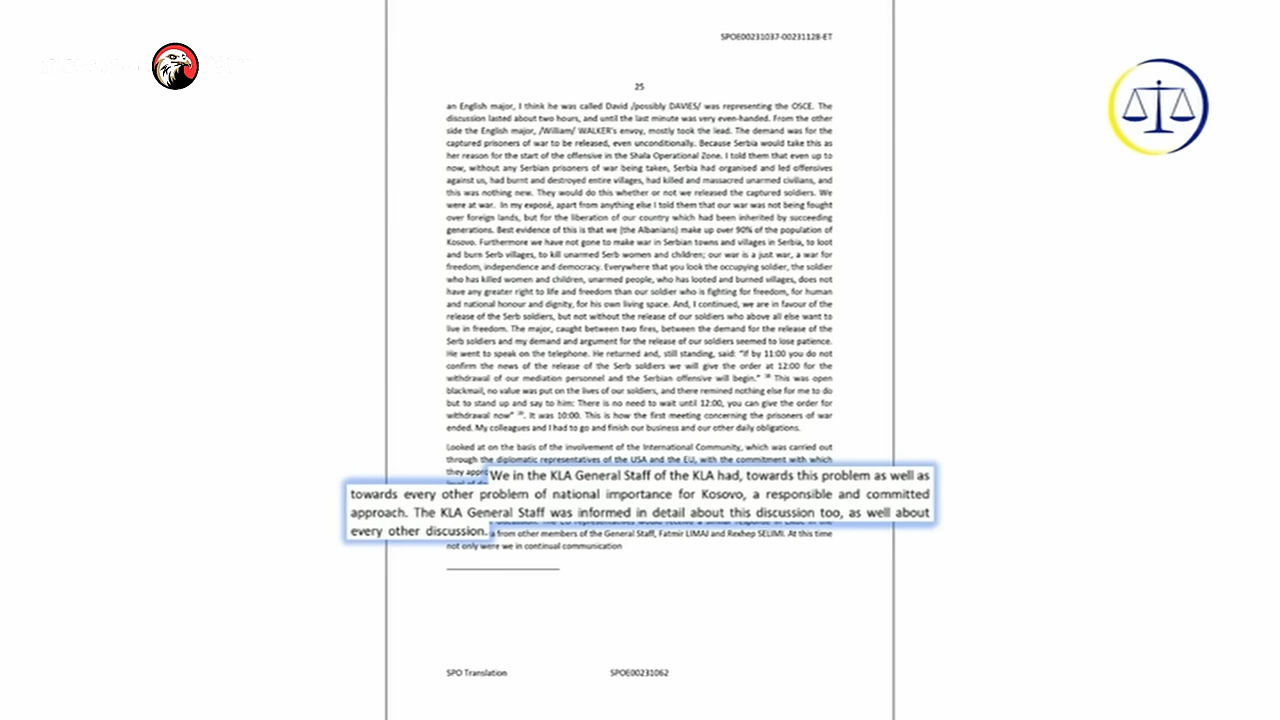 SPOE00231037-00231128-ET
25
an English major, I think he was called David /possibly DAVIES/ was representing the OSCE. The
discussion lasted about two hours, and until the last minute was very even-handed. From the other
side the English major, /William/ WALKER's envoy, mostly took the lead. The demand was for the
captured prisoners of war to be released, even unconditionally. Because Serbia would take this as
her reason for the start of the offensive in the Shala Operational Zone. I told them that even up to
now, without any Serbian prisoners of war being taken, Serbia had organised and led offensives
against us, had burnt and destroyed entire villages, had killed and massacred unarmed civilians, and
this was nothing new. They would do this whether or not we released the captured soldiers. We
were at war. In my exposé, apart from anything else I told them that our war was not being fought
over foreign lands, but for the liberation of our country which had been inherited by succeeding
generations. Best evidence of this is that we [the Albanians] make up over 90% of the population of
Kosovo. Furthermore we have not gone to make war in Serbian towns and villages in Serbia, to loot
and burn Serb villages, to kill unarmed Serb women and children; our war is a just war, a war for
freedom, independence and democracy. Everywhere that you look the occupying soldier, the soldier
who has killed women and children, unarmed people, who has looted and burned villages, does not
have any greater right to life and freedom than our soldier who is fighting for freedom, for human
and national honour and dignity, for his own living space. And, I continued, we are in favour of the
release of the Serb soldiers, but not without the release of our soldiers who above all else want to
live in freedom. The major, caught between two fires, between the demand for the release of the
Serb soldiers and my demand and argument for the release of our soldiers seemed to lose patience.
He went to speak on the telephone. He returned and, still standing, said: "If by 11:00 you do not
confirm the news of the release of the Serb soldiers we will give the order at 12:00 for the
withdrawal of our mediation personnel and the Serbian offensive will begin." This was open
blackmail, no value was put on the lives of our soldiers, and there remined nothing else for me to do
but to stand up and say to him: There is no need to wait until 12:00, you can give the order for
withdrawal now" . It was 10:00. This is how the first meeting concerning the prisoners of war
ended. My colleagues and I had to go and finish our business and our other daily obligations.
Looked at on the basis of the involvement of the International Community, which was carried out
through the diplomatic representatives of the USA and the EU, with the commitment with which
they
We in the KLA General Staff of the KLA had, towards this problem as well as
towards every other problem of national importance for Kosovo, a responsible and committed
approach. The KLA General Staff was informed in detail about this discussion too, as well about
every other discussion.
from other members of the General Staff, Fatmir LIMAJ and Rexhep SELIMI. At this time
not only were we in continual communication
SPO Translation SPOE00231062